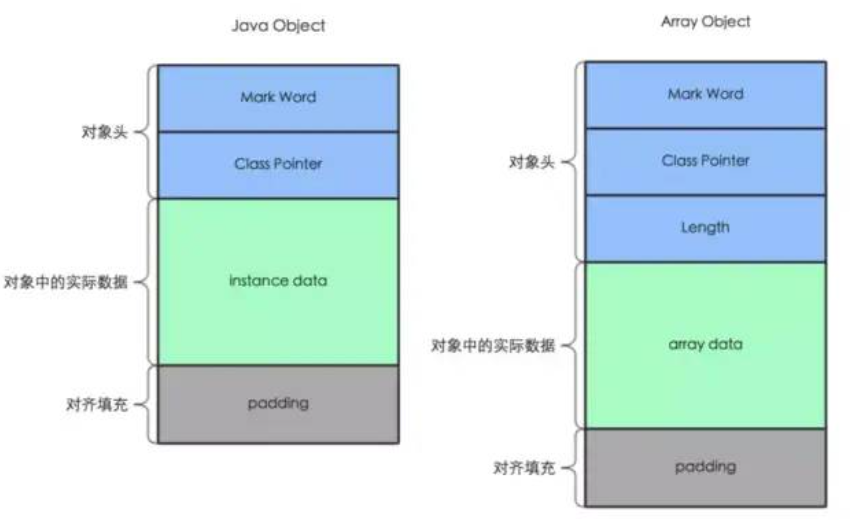 Java Object
Mark Word
对象头
Class Pointer
对象中的实际数据
instance data
对齐填充
padding
Array Object
Mark Word
对象头
Class Pointer
Length
对象中的实际数据
array data
对齐填充
padding